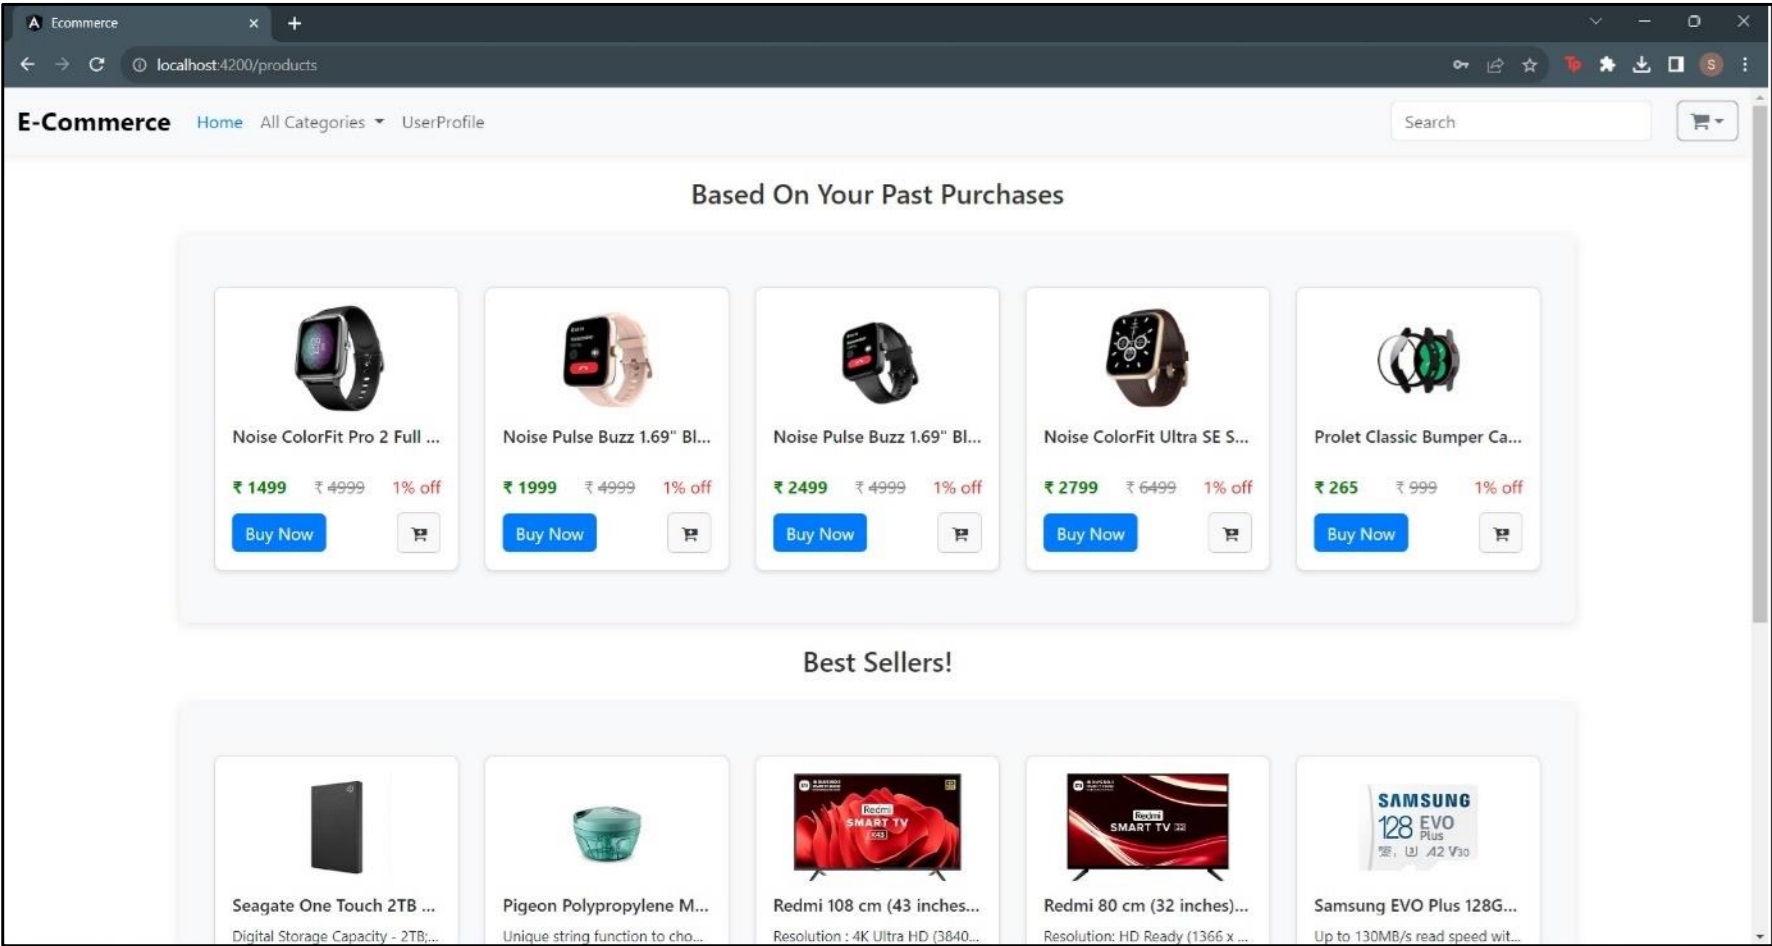 Ecommerce
localhost:4200/products
S
E-Commerce Home All Categories UserProfile Search
Based On Your Past Purchases
Noise ColorFit Pro 2 Full ...
₹ 1499 ₹ 4999 1% off
Buy Now
Noise Pulse Buzz 1.69" Bl...
₹ 1999 ₹ 4999 1% off
Buy Now
Noise Pulse Buzz 1.69" Bl...
₹ 2499 ₹ 4999 1% off
Buy Now
Noise ColorFit Ultra SE S...
₹ 2799 ₹ 6499 1% off
Buy Now
Prolet Classic Bumper Ca...
₹ 265 ₹ 999 1% off
Buy Now
Best Sellers!
Seagate One Touch 2TB ...
Digital Storage Capacity - 2TB;...
Pigeon Polypropylene M...
Unique string function to cho...
Redmi
SMART TV
X43
Redmi 108 cm (43 inches...
Resolution : 4K Ultra HD (3840...
Redmi
SMART TV 32
Redmi 80 cm (32 inches)...
Resolution: HD Ready (1366 x ...
SAMSUNG
128 EVO
Plus
A2 V30
Samsung EVO Plus 128G...
Up to 130MB/s read speed wit...